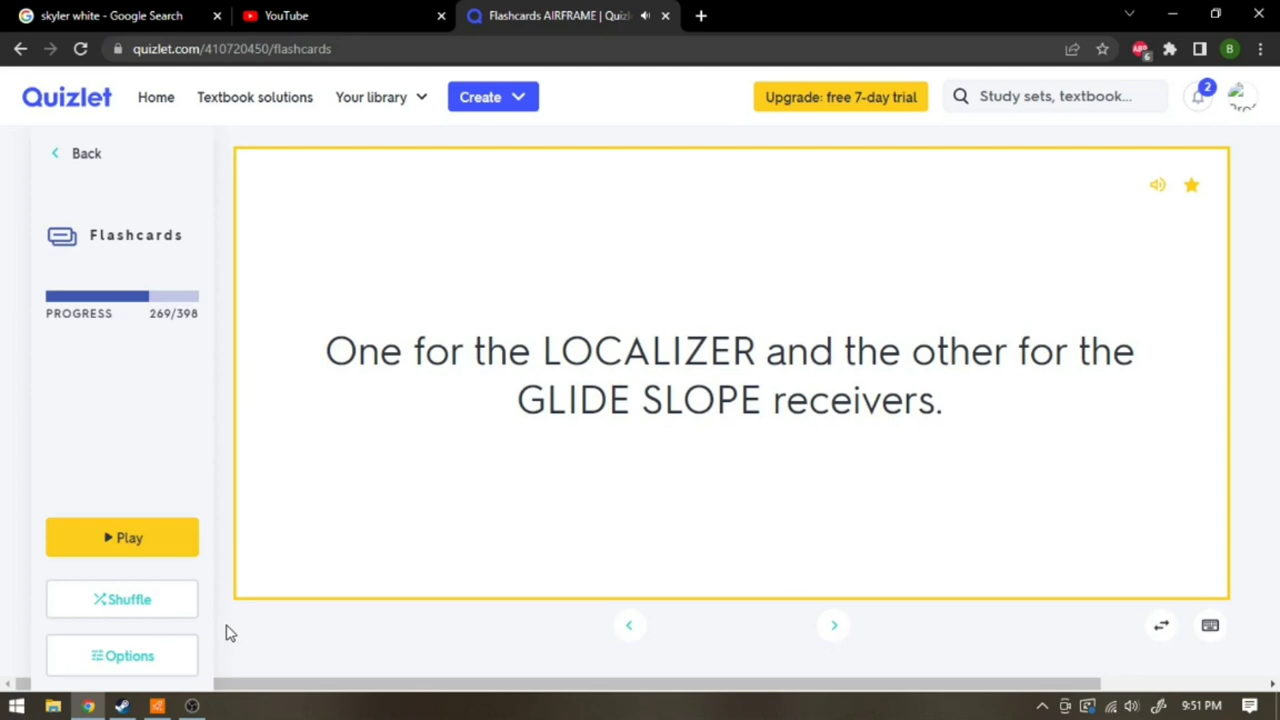 skyler white - Google Search
YouTube
Flashcards AIRFRAME | Quizl
quizlet.com/410720450/flashcards
6
B
Quizlet
Home
Textbook solutions
Your library
Create
Upgrade: free 7-day trial
Study sets, textbook...
2
Back
Flashcards
PROGRESS 269/398
One for the LOCALIZER and the other for the
GLIDE SLOPE receivers.
Play
Shuffle
Options
9:51 PM